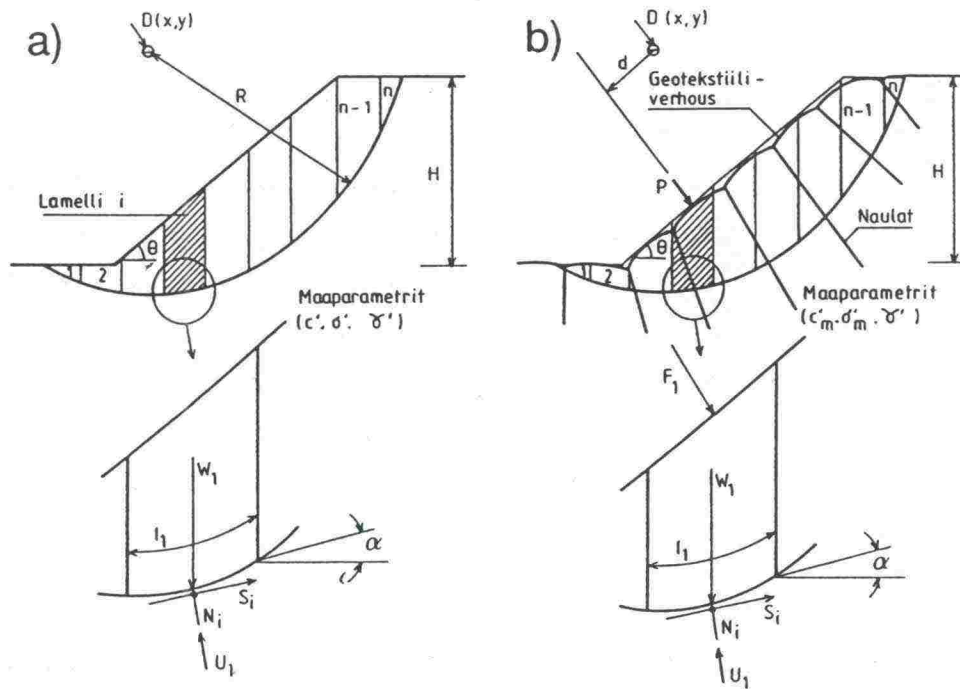 a)
D(x,y)
R
n-1
n
H
Lamelli i
θ
1
2
Maaparametrit
(c', σ', γ')
W₁
l₁
α
Sᵢ
Nᵢ
U₁
b)
D (x,y)
d
Geotekstiili-
verhous
n-1
n
P
H
Naulat
θ
1
2
Maaparametrit
(c'm, σ'm, γ')
F₁
W₁
l₁
α
Nᵢ
Sᵢ
U₁